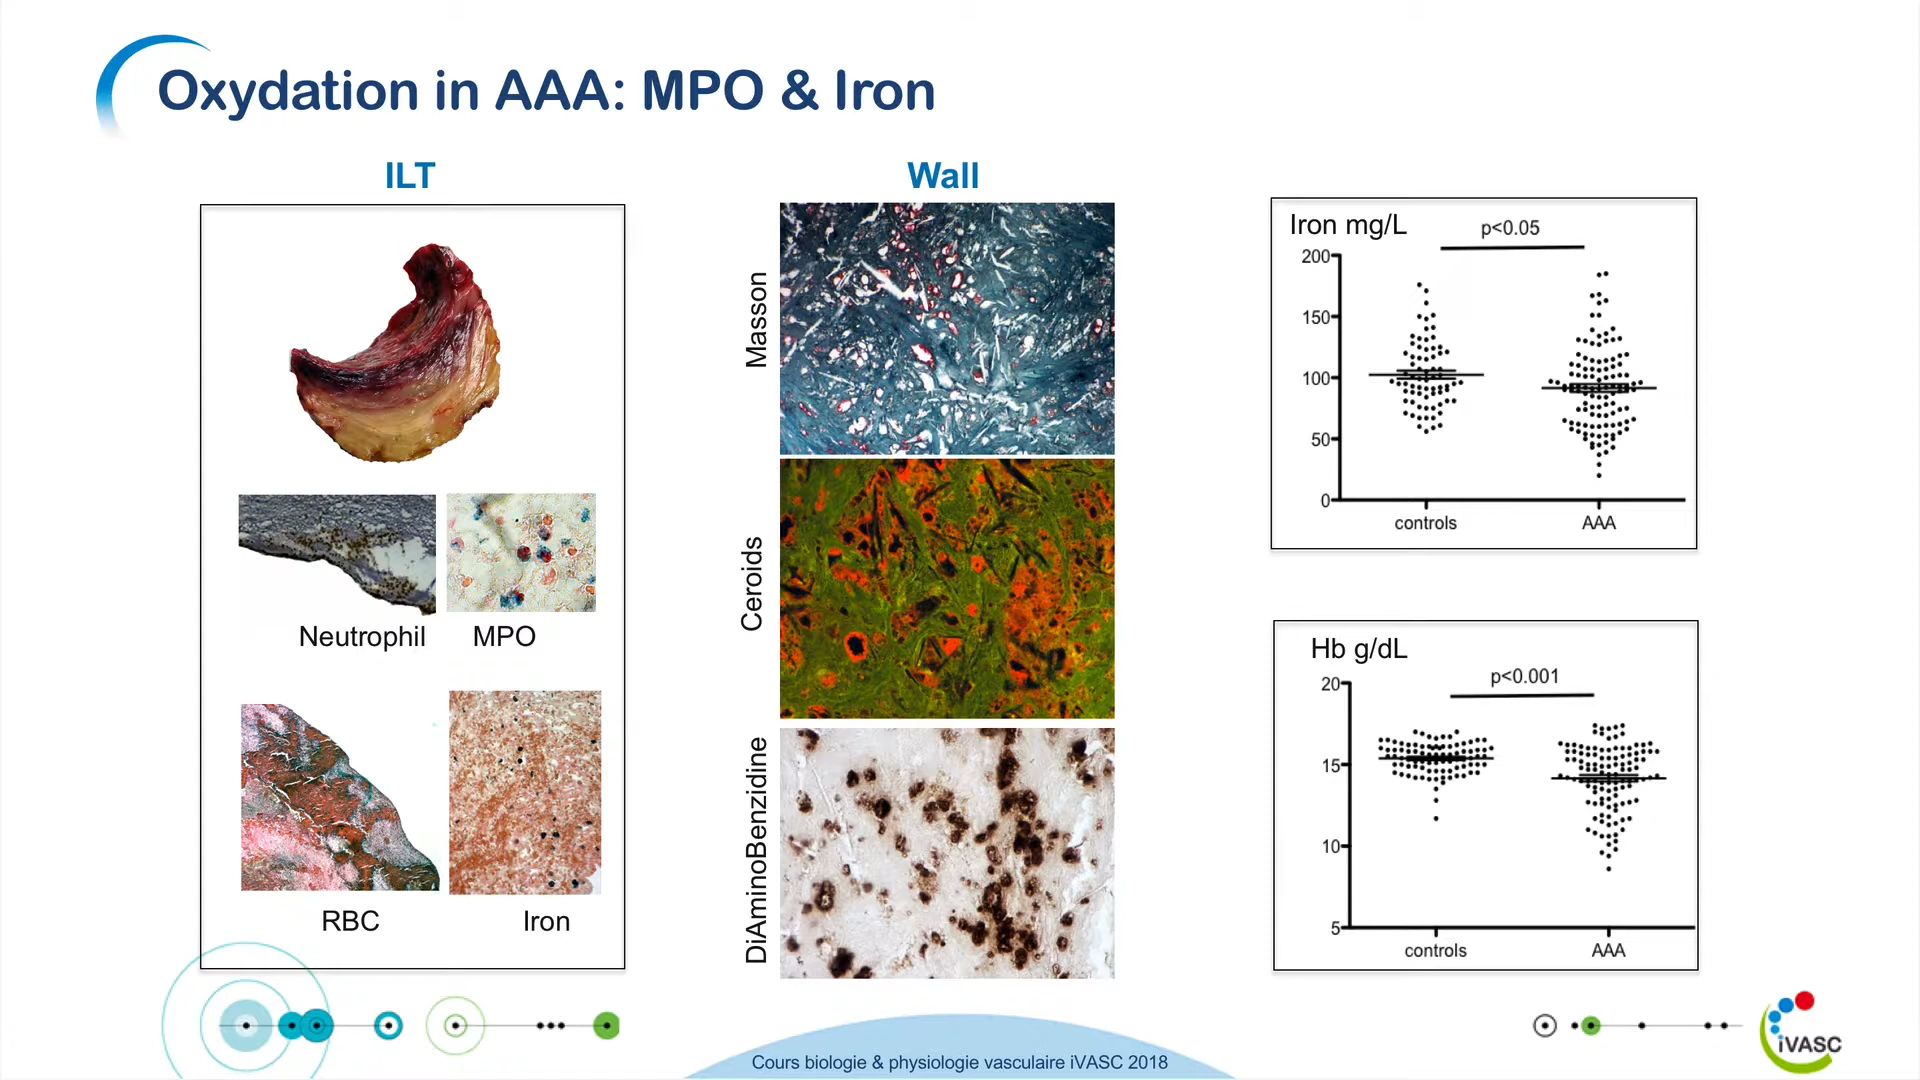 Oxydation in AAA: MPO & Iron
ILT
Neutrophil
MPO
RBC
Iron
Wall
Masson
Ceroids
DiAminoBenzidine
Iron mg/L
p<0.05
200
150
100
50
0
controls
AAA
Hb g/dL
p<0.001
20
15
10
5
controls
AAA
Cours biologie & physiologie vasculaire iVASC 2018
iVASC